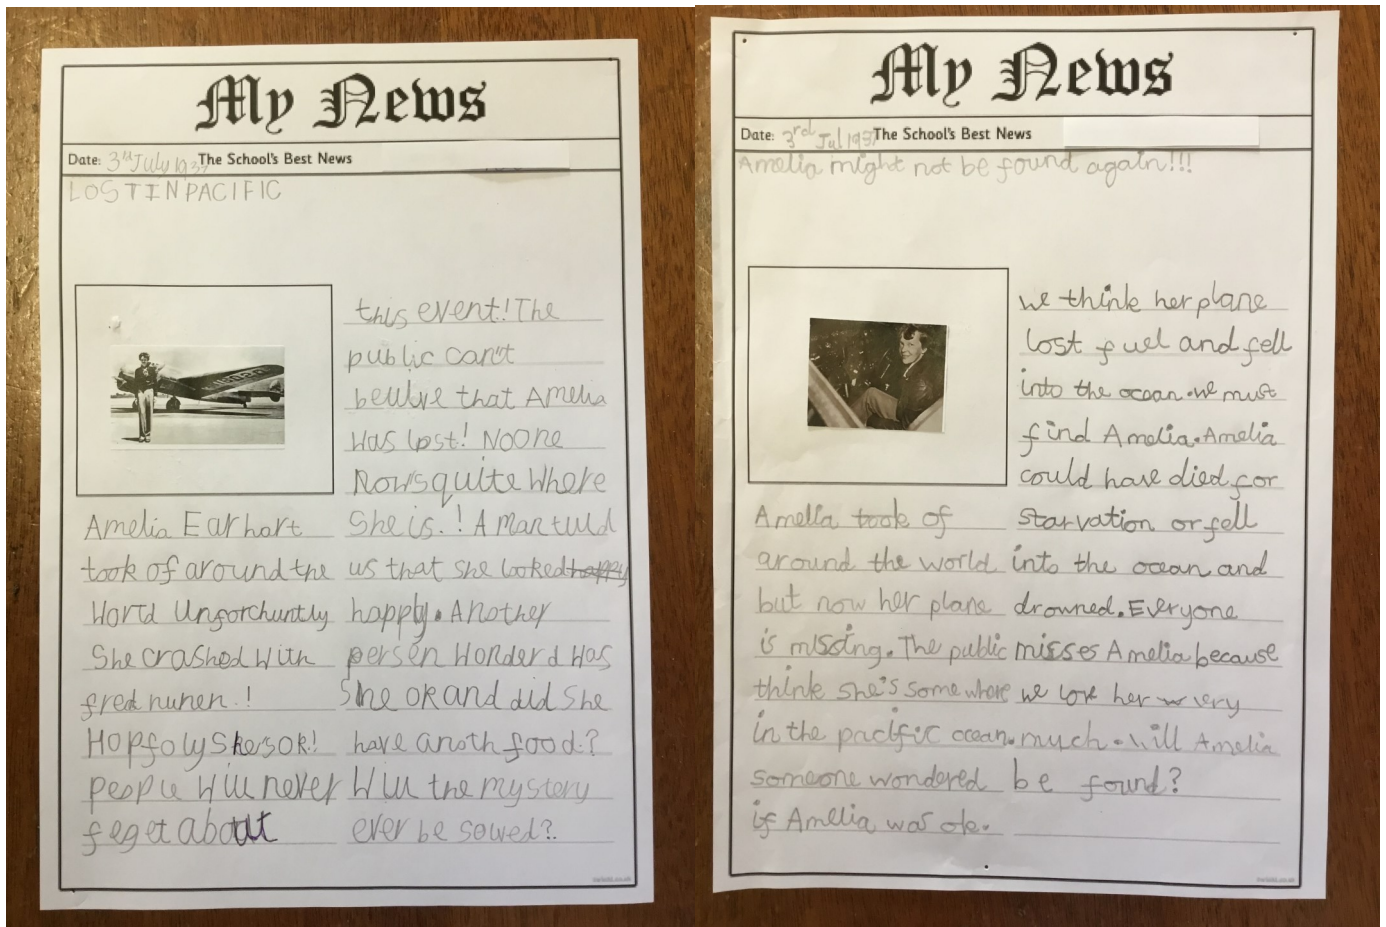 My News
Date: 3rd July 1937 The School's Best News
LOST IN PACIFIC
Amelia Earhart
took of around the
World Unforchuntly
She crashed With
fred nunen.!
Hopfoly Shesok!
people Will never
feget about
this event! The
public can't
beulive that Amelia
Was lost! Noone
Nows quite Where
She is.! A Man tuld
us that she looked happy
happy. Another
persen Wonderd Was
She ok and did She
have anoth food.?
Will the mystery
ever be solved?.
My News
Date: 3rd Jul 1937 The School's Best News
Amelia might not be found again!!!
Amelia took of
around the world
but now her plane
is missing. The public
think she's somewhere
in the pacific ocean.
someone wondered
if Amelia was ok.
we think her plane
lost fuel and fell
into the ocean. we must
find Amelia. Amelia
could have died for
starvation or fell
into the ocean and
drowned. Everyone
misses Amelia because
we love her very
much. Will Amelia
be found?